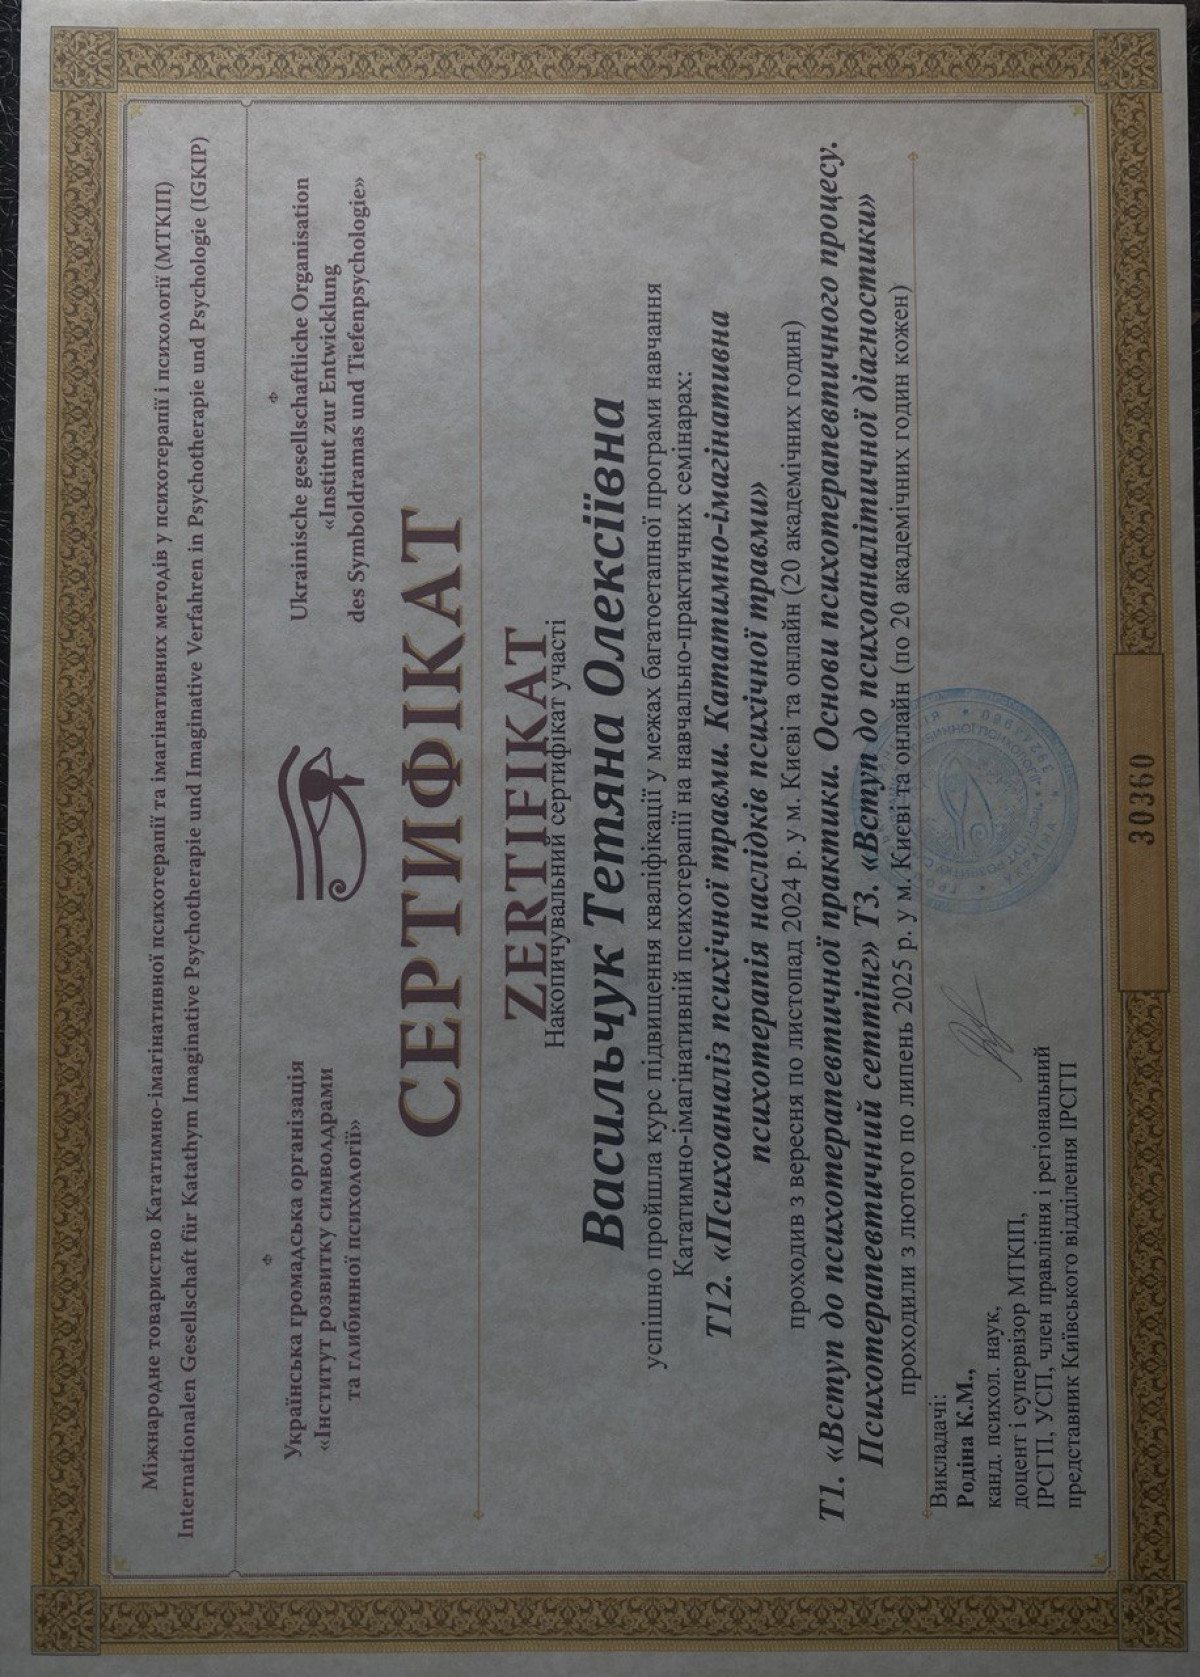 Міжнародне товариство Кататимно-імагінативної психотерапії та імагінативних методів у психотерапії і психології (МТКІП)
Internationalen Gesellschaft für Katathym Imaginative Psychotherapie und Imaginative Verfahren in Psychotherapie und Psychologie (IGKIP)
Українська громадська організація
«Інститут розвитку символдрами
та глибинної психології»
Ukrainische gesellschaftliche Organisation
«Institut zur Entwicklung
des Symboldramas und Tiefenpsychologie»
СЕРТИФІКАТ
ZERTIFIKAT
Накопичувальний сертифікат участі
Васильчук Тетяна Олексіївна
успішно пройшла курс підвищення кваліфікації у межах багатоетапної програми навчання
Кататимно-імагінативній психотерапії на навчально-практичних семінарах:
Т12. «Психоаналіз психічної травми. Кататимно-імагінативна
психотерапія наслідків психічної травми»
проходив з вересня по листопад 2024 р. у м. Києві та онлайн (20 академічних годин)
Т1. «Вступ до психотерапевтичної практики. Основи психотерапевтичного процесу.
Психотерапевтичний сеттінг» Т3. «Вступ до психоаналітичної діагностики»
проходили з лютого по липень 2025 р. у м. Києві та онлайн (по 20 академічних годин кожен)
Викладачі:
Родіна К.М.,
канд. психол. наук,
доцент і супервізор МТКІП,
ІРСГП, УСП, член правління і регіональний
представник Київського відділення ІРСГП
УКРАЇНА
30360